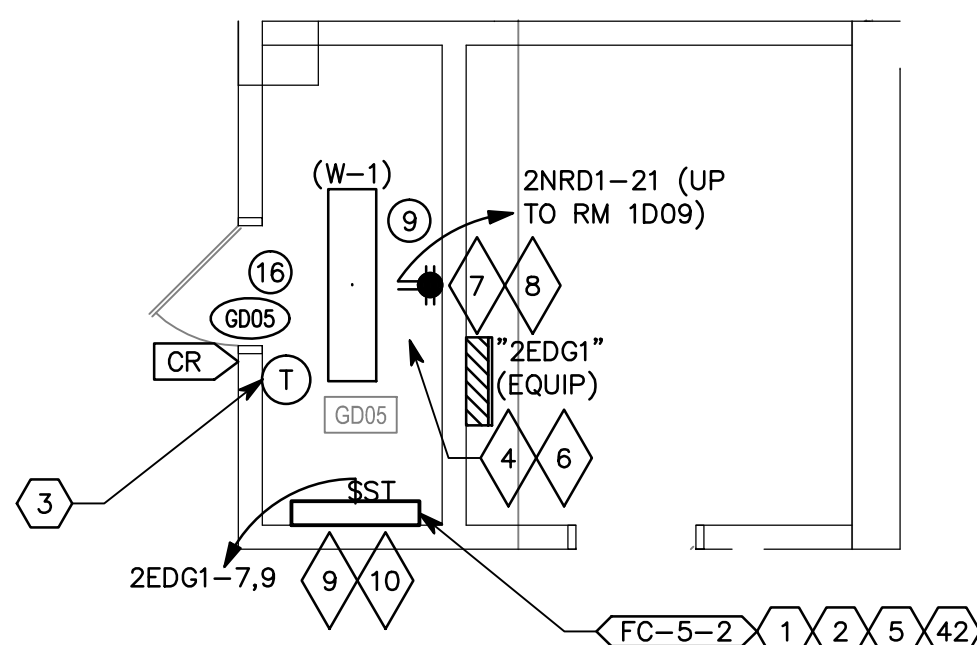 (W-1)
2NRD1-21 (UP
TO RM 1D09)
9
16
7
8
GD05
"2EDG1"
(EQUIP)
CR
T
GD05
4
6
3
$ST
2EDG1-7,9
9
10
FC-5-2
1
2
5
42